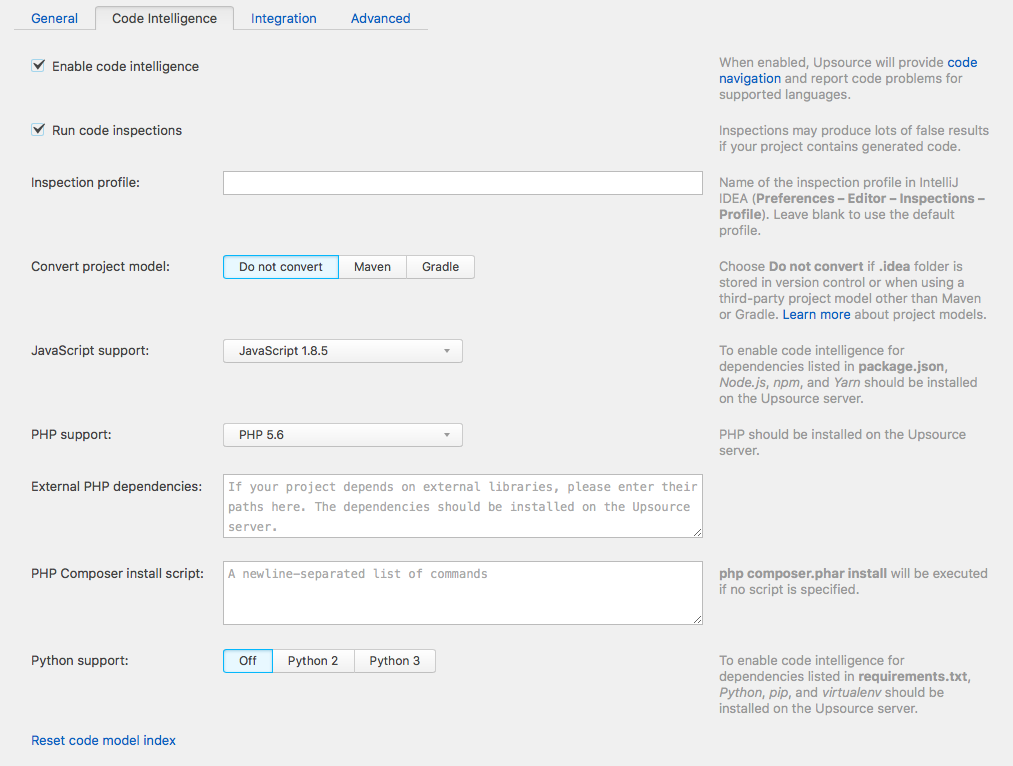 General Code Intelligence Integration Advanced
Enable code intelligence
When enabled, Upsource will provide code
navigation and report code problems for
supported languages.
Run code inspections
Inspections may produce lots of false results
if your project contains generated code.
Inspection profile:
Name of the inspection profile in IntelliJ
IDEA (Preferences – Editor – Inspections –
Profile). Leave blank to use the default
profile.
Convert project model: Do not convert Maven Gradle
Choose Do not convert if .idea folder is
stored in version control or when using a
third-party project model other than Maven
or Gradle. Learn more about project models.
JavaScript support: JavaScript 1.8.5
To enable code intelligence for
dependencies listed in package.json,
Node.js, npm, and Yarn should be installed
on the Upsource server.
PHP support: PHP 5.6
PHP should be installed on the Upsource
server.
External PHP dependencies:
If your project depends on external libraries, please enter their
paths here. The dependencies should be installed on the Upsource
server.
PHP Composer install script: A newline-separated list of commands
php composer.phar install will be executed
if no script is specified.
Python support: Off Python 2 Python 3
To enable code intelligence for
dependencies listed in requirements.txt,
Python, pip, and virtualenv should be
installed on the Upsource server.
Reset code model index